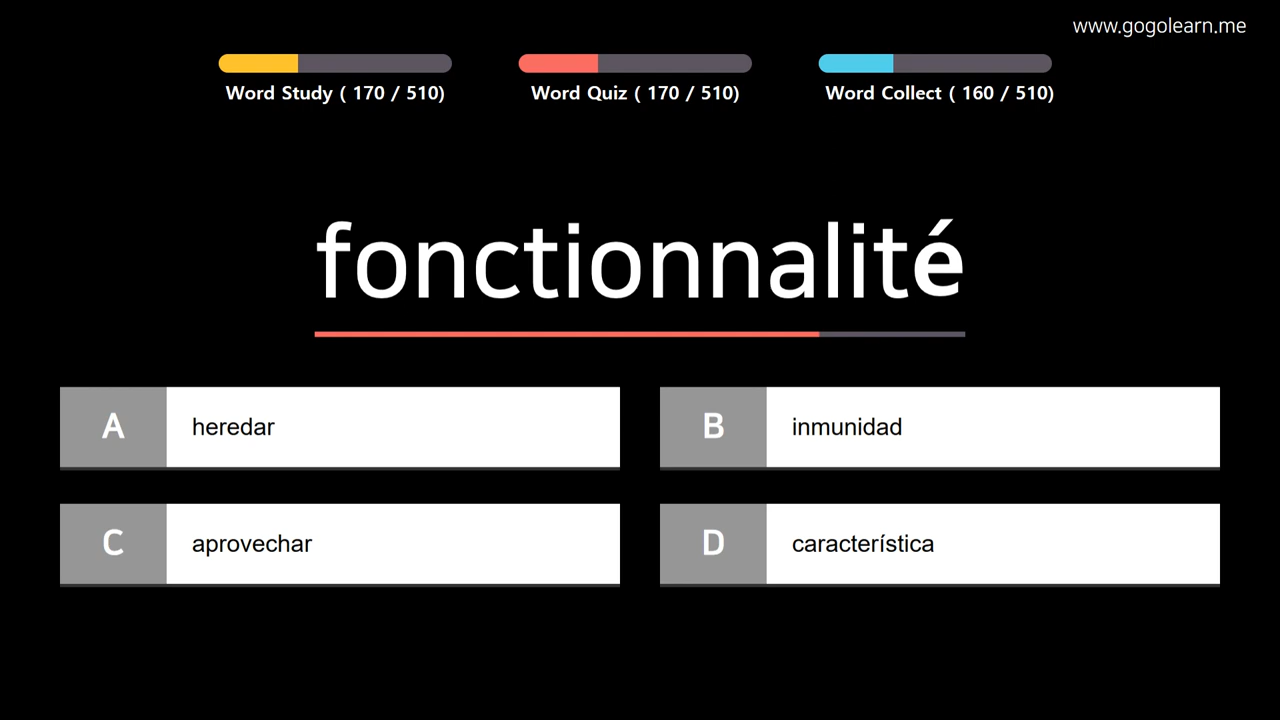 www.gogolearn.me
Word Study ( 170 / 510)
Word Quiz ( 170 / 510)
Word Collect ( 160 / 510)
fonctionnalité
A heredar
B inmunidad
C aprovechar
D característica